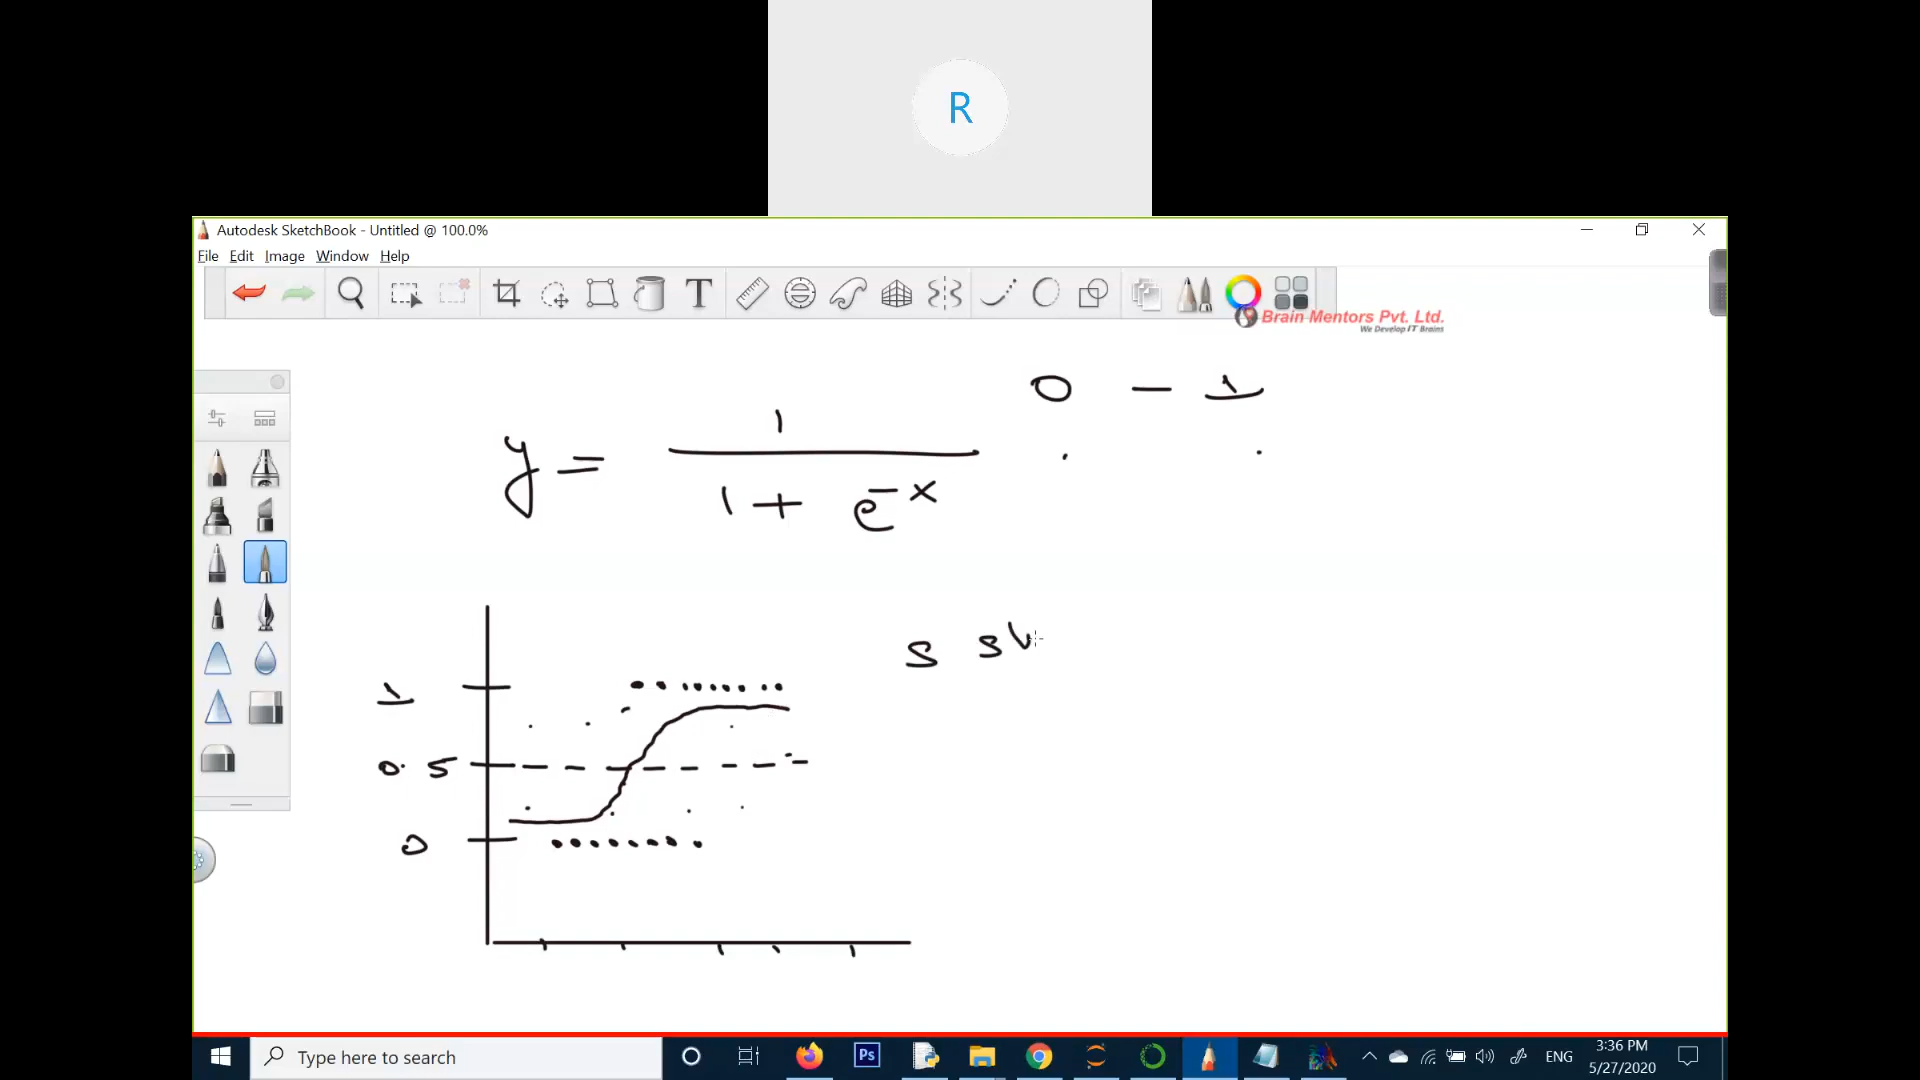 R
Autodesk SketchBook - Untitled @ 100.0%
File Edit Image Window Help
T
Brain Mentors Pvt. Ltd.
We Develop IT Brains
0 - 1
y = 1 / 1 + e^-x
s
1
0.5
0
Type here to search
Ps
ENG
3:36 PM
5/27/2020